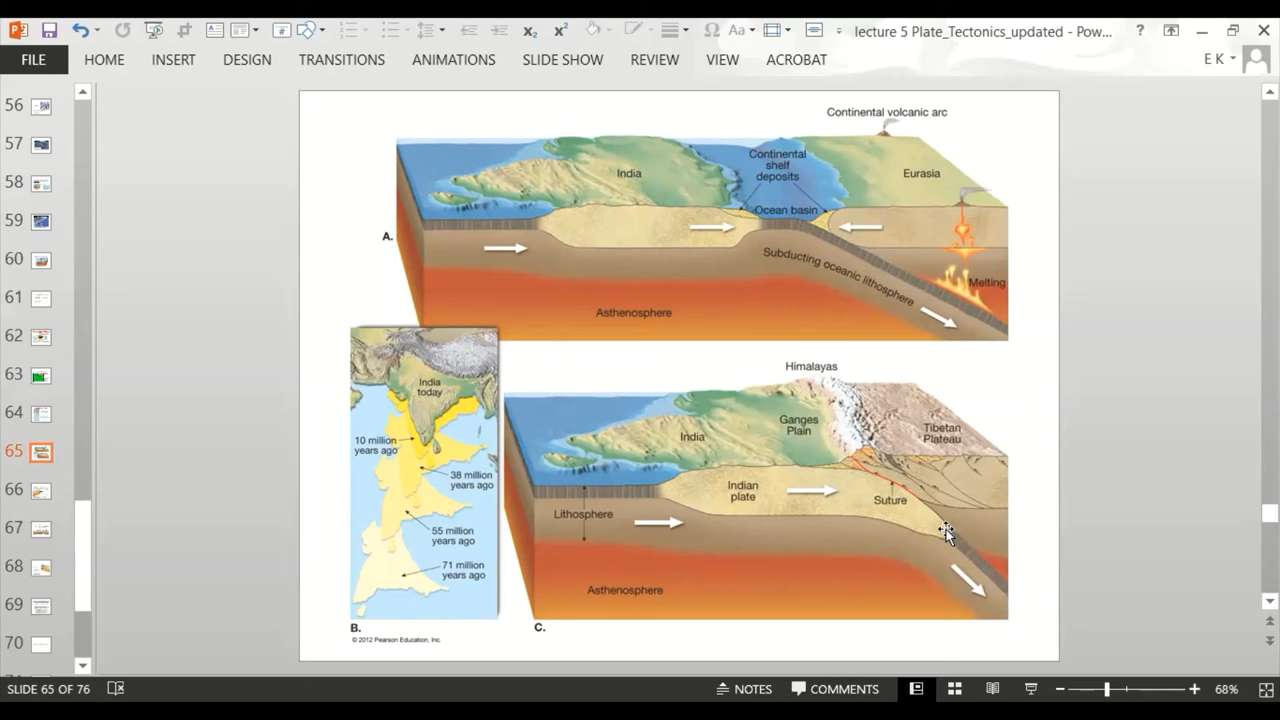 lecture 5 Plate_Tectonics_updated - Pow...
FILE
HOME
INSERT
DESIGN
TRANSITIONS
ANIMATIONS
SLIDE SHOW
REVIEW
VIEW
ACROBAT
E K
56
57
58
59
60
61
62
63
64
65
66
67
68
69
70
Continental volcanic arc
India
Continental
shelf
deposits
Eurasia
Ocean basin
A.
Subducting oceanic lithosphere
Melting
Asthenosphere
India
today
10 million
years ago
38 million
years ago
55 million
years ago
71 million
years ago
B.
© 2012 Pearson Education, Inc.
Himalayas
India
Ganges
Plain
Tibetan
Plateau
Indian
plate
Suture
Lithosphere
Asthenosphere
C.
SLIDE 65 OF 76
NOTES
COMMENTS
68%